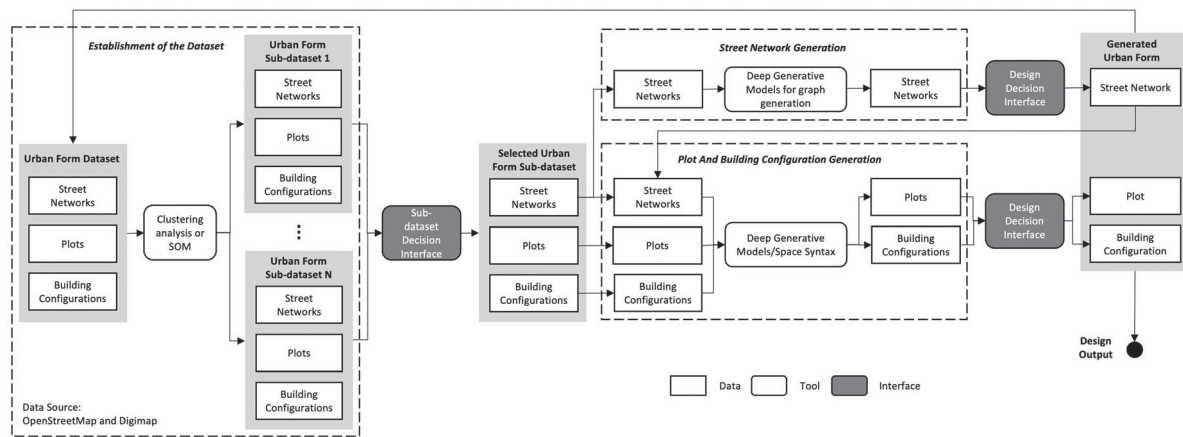 Establishment of the Dataset
Urban Form Dataset
Street
Networks
Plots
Building
Configurations
Clustering
analysis or
SOM
Urban Form
Sub-dataset 1
Street
Networks
Plots
Building
Configurations
...
Urban Form
Sub-dataset N
Street
Networks
Plots
Building
Configurations
Data Source:
OpenStreetMap and Digimap
Sub-
dataset
Decision
Interface
Selected Urban
Form Sub-dataset
Street
Networks
Plots
Building
Configurations
Street Network Generation
Street
Networks
Deep Generative
Models for graph
generation
Street
Networks
Design
Decision
Interface
Plot And Building Configuration Generation
Street
Networks
Plots
Building
Configurations
Deep Generative
Models/Space Syntax
Plots
Building
Configurations
Design
Decision
Interface
Generated
Urban Form
Street Network
Plot
Building
Configuration
Design
Output
Data
Tool
Interface